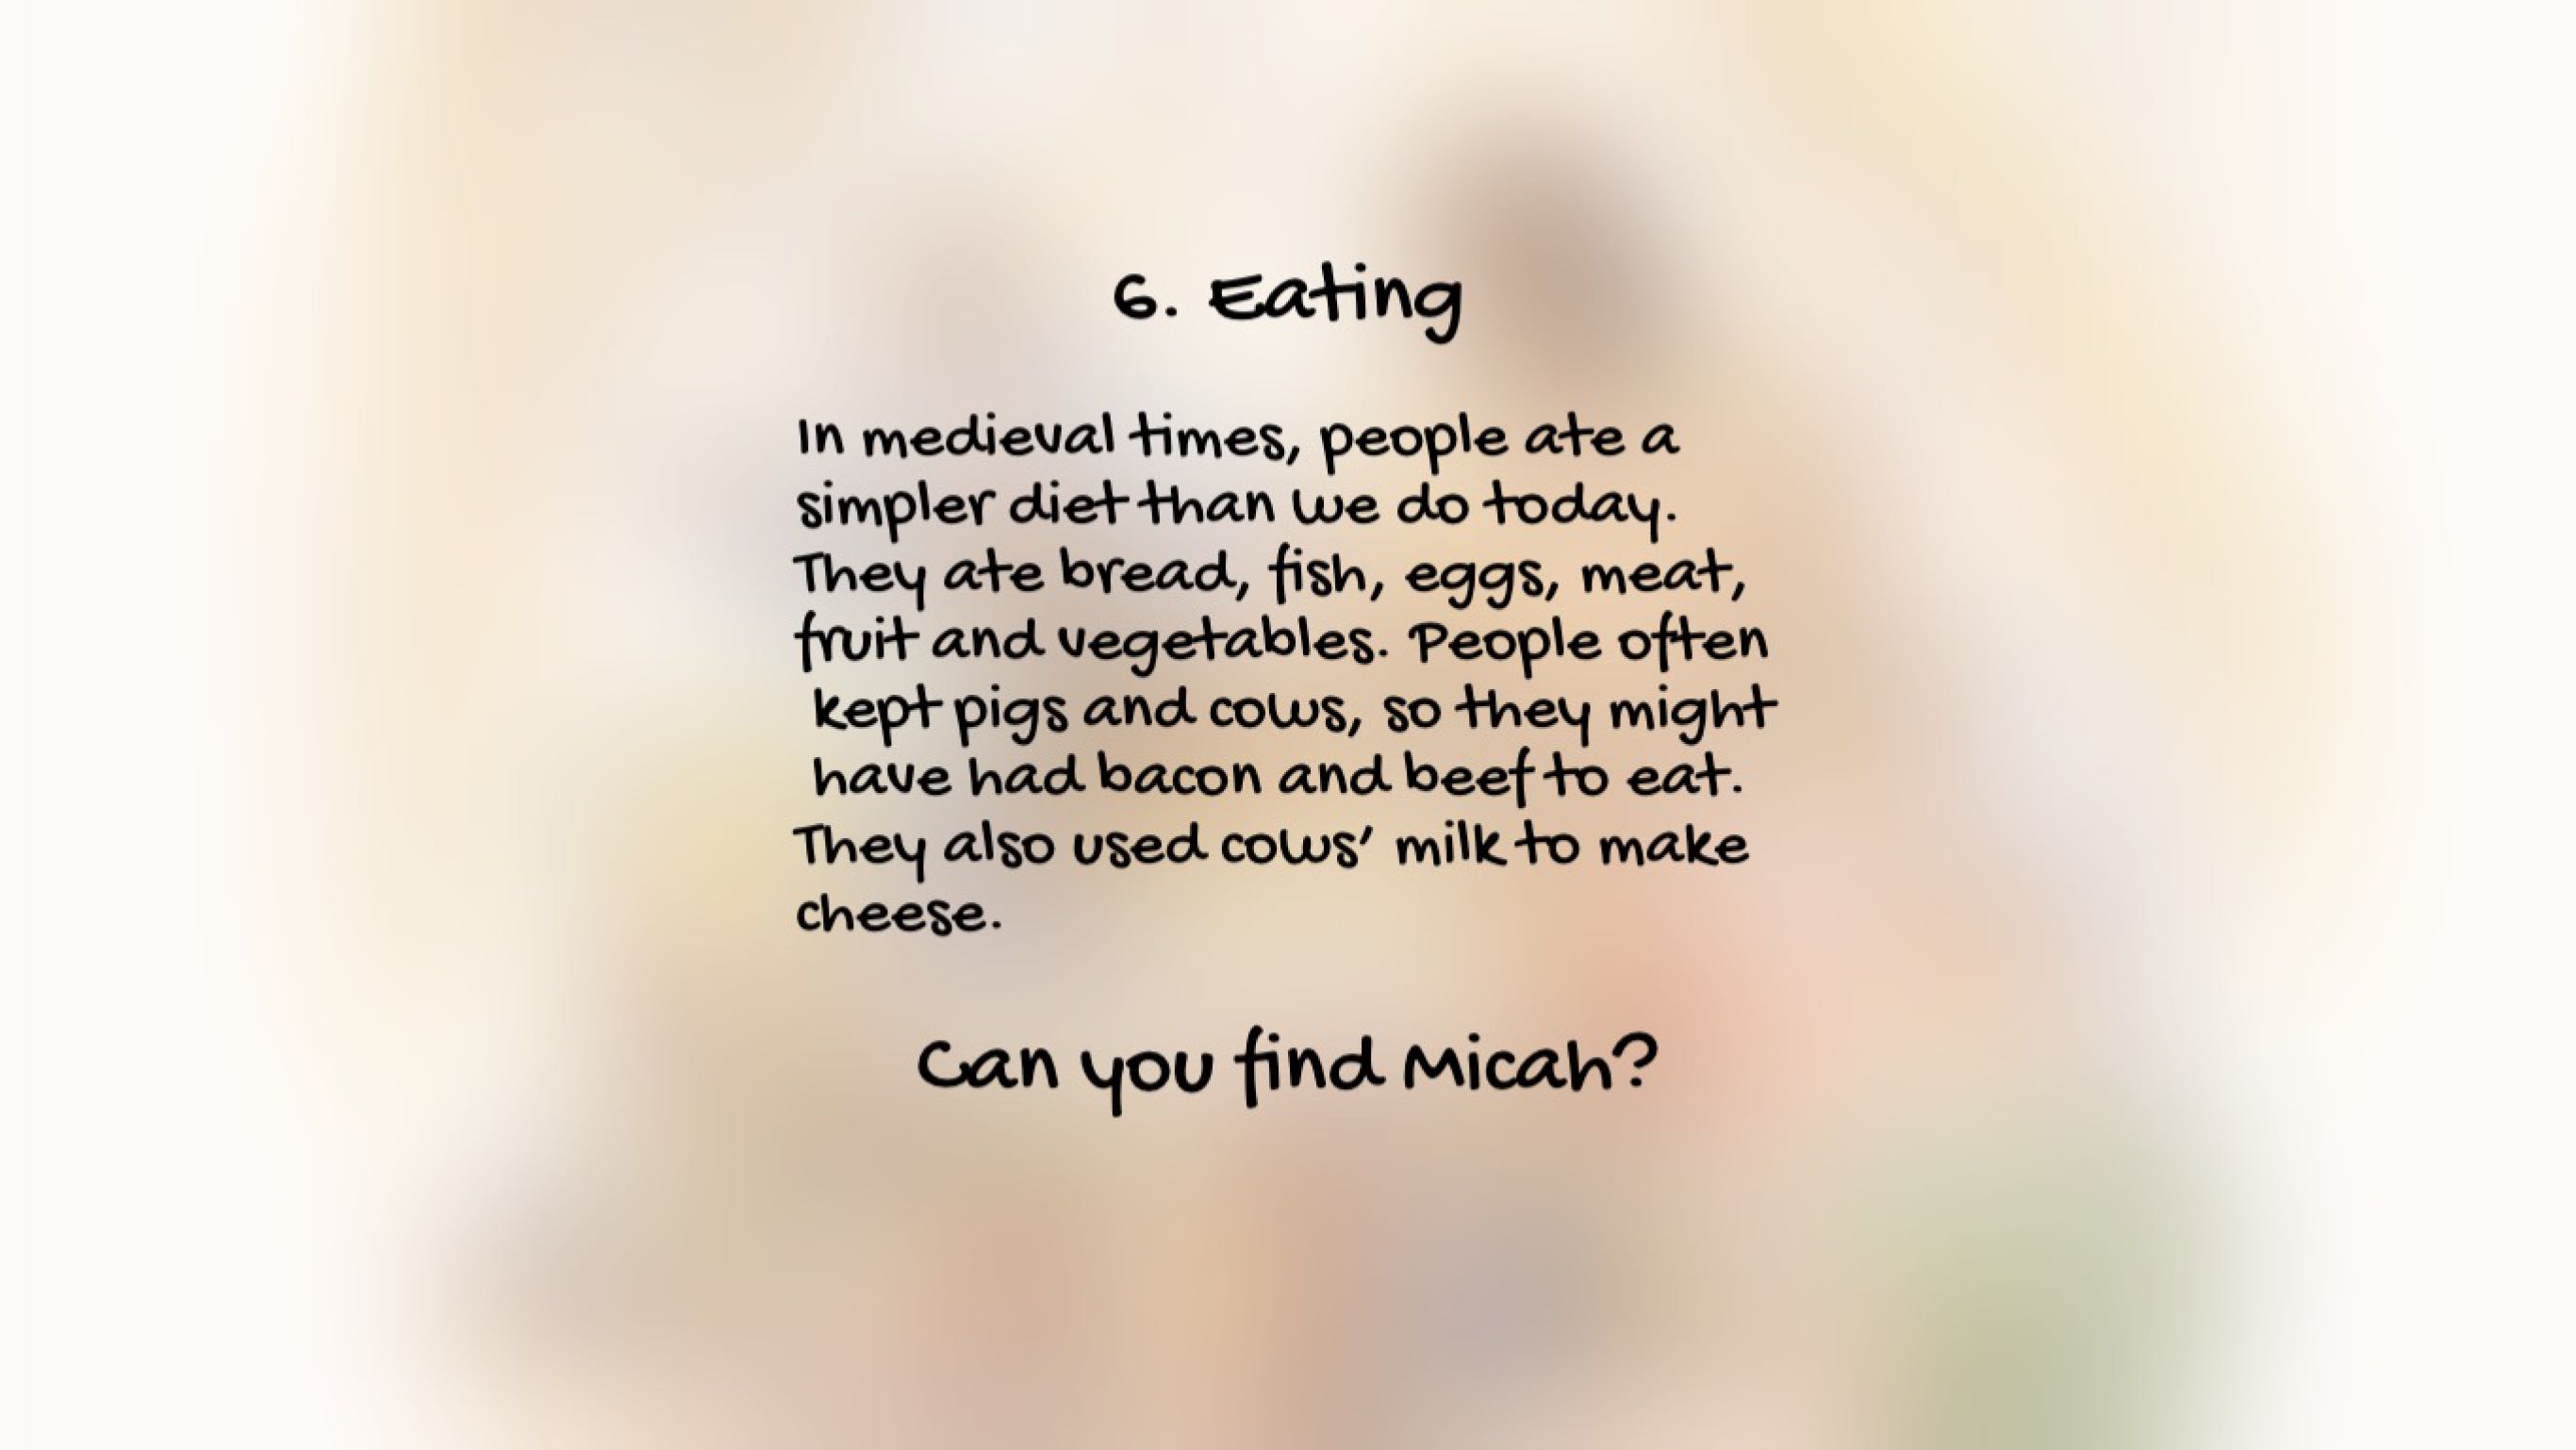 6. Eating
In medieval times, people ate a
simpler diet than we do today.
They ate bread, fish, eggs, meat,
fruit and vegetables. People often
kept pigs and cows, so they might
have had bacon and beef to eat.
They also used cows' milk to make
cheese.
Can you find Micah?